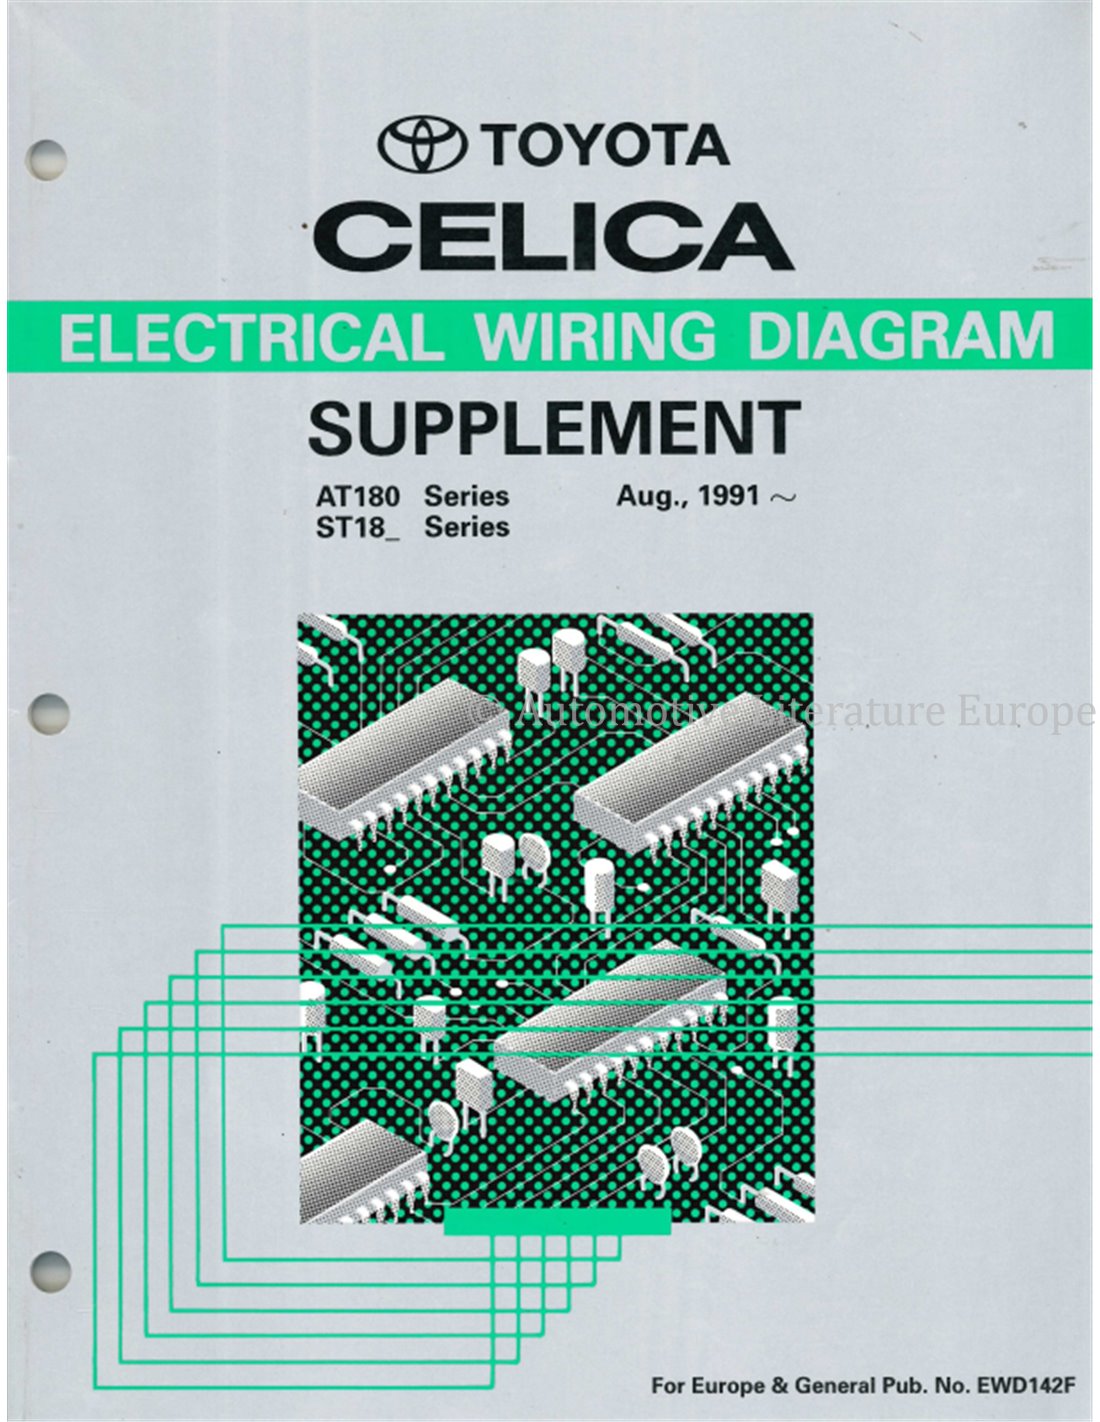 TOYOTA
CELICA
ELECTRICAL WIRING DIAGRAM
SUPPLEMENT
AT180 Series Aug., 1991 ~
ST18_ Series
© Automotive Literature Europe
For Europe & General Pub. No. EWD142F